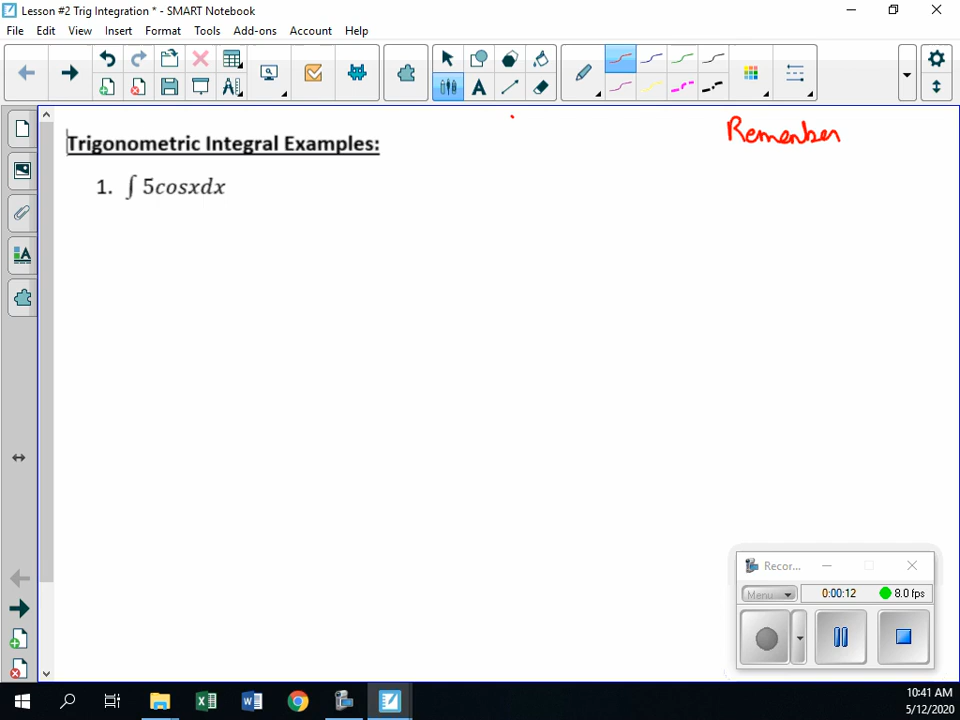 Lesson #2 Trig Integration * - SMART Notebook
File Edit View Insert Format Tools Add-ons Account Help
Remember
Trigonometric Integral Examples:
1. ∫ 5cosxdx
Recor...
Menu 0:00:12 8.0 fps
10:41 AM
5/12/2020